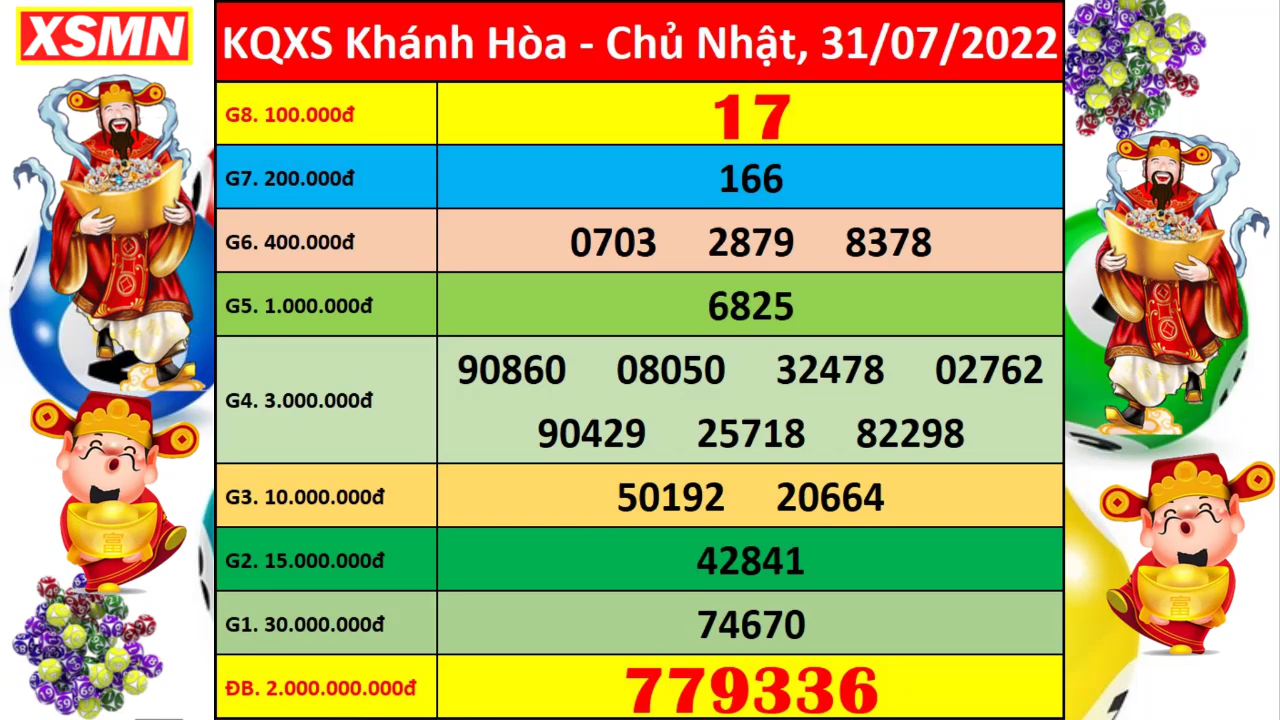 XSMN
KQXS Khánh Hòa - Chủ Nhật, 31/07/2022
G8. 100.000đ 17
G7. 200.000đ 166
G6. 400.000đ 0703 2879 8378
G5. 1.000.000đ 6825
G4. 3.000.000đ 90860 08050 32478 02762
90429 25718 82298
G3. 10.000.000đ 50192 20664
G2. 15.000.000đ 42841
G1. 30.000.000đ 74670
ĐB. 2.000.000.000đ 779336
富
富